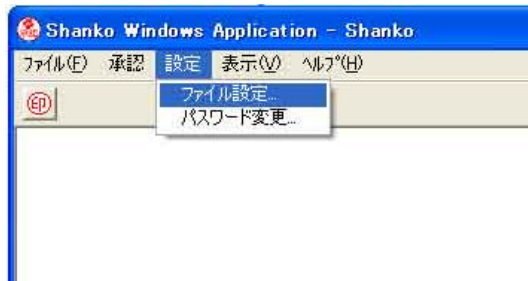 Shanko Windows Application - Shanko
ファイル(F) 承認 設定 表示(V) ヘルプ(H)
印
ファイル設定...
パスワード変更...